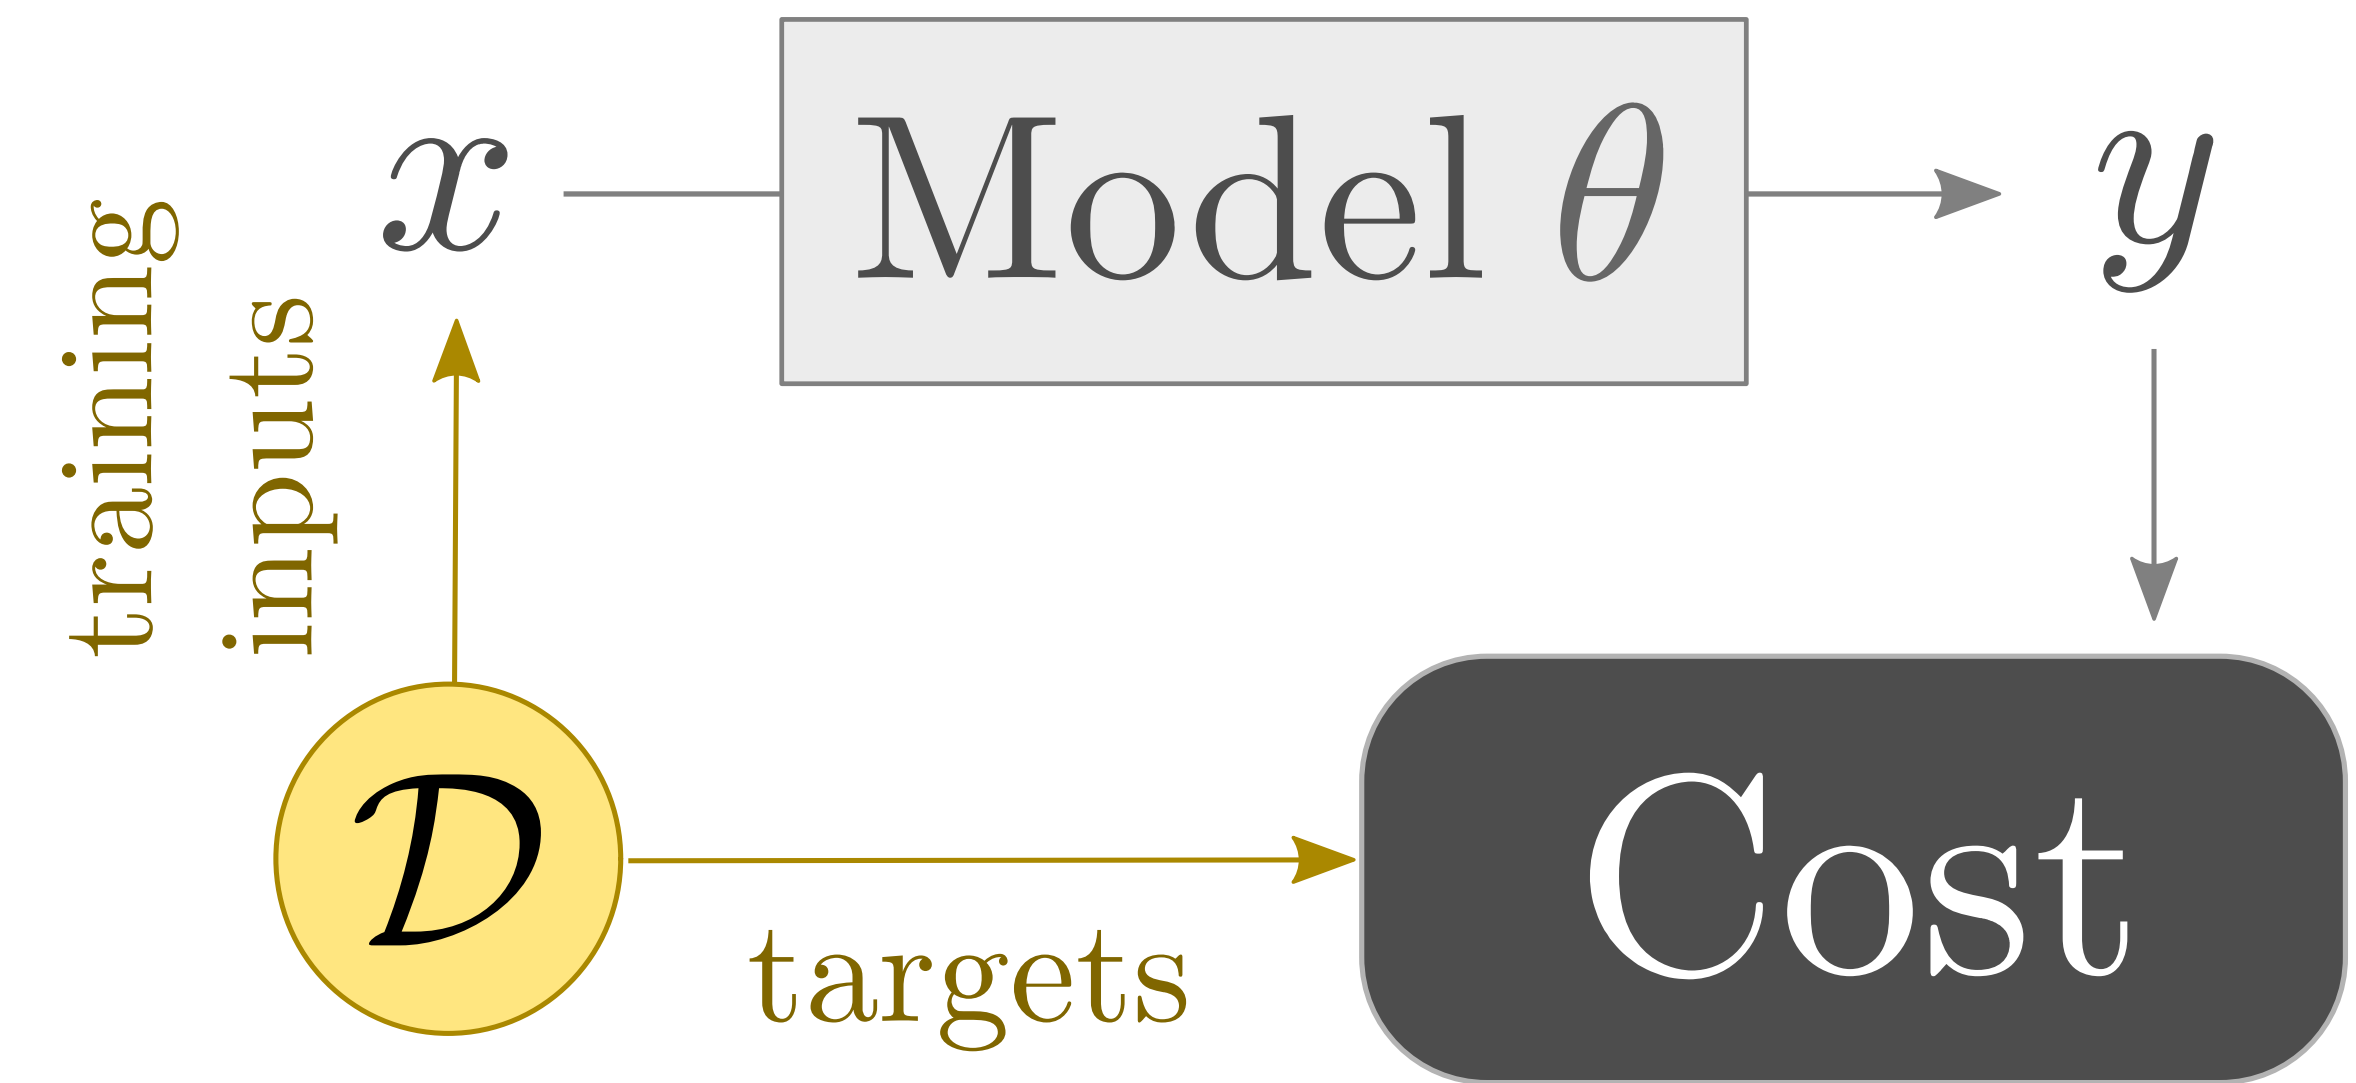 x
Model θ
y
training
inputs
𝒟
Cost
targets